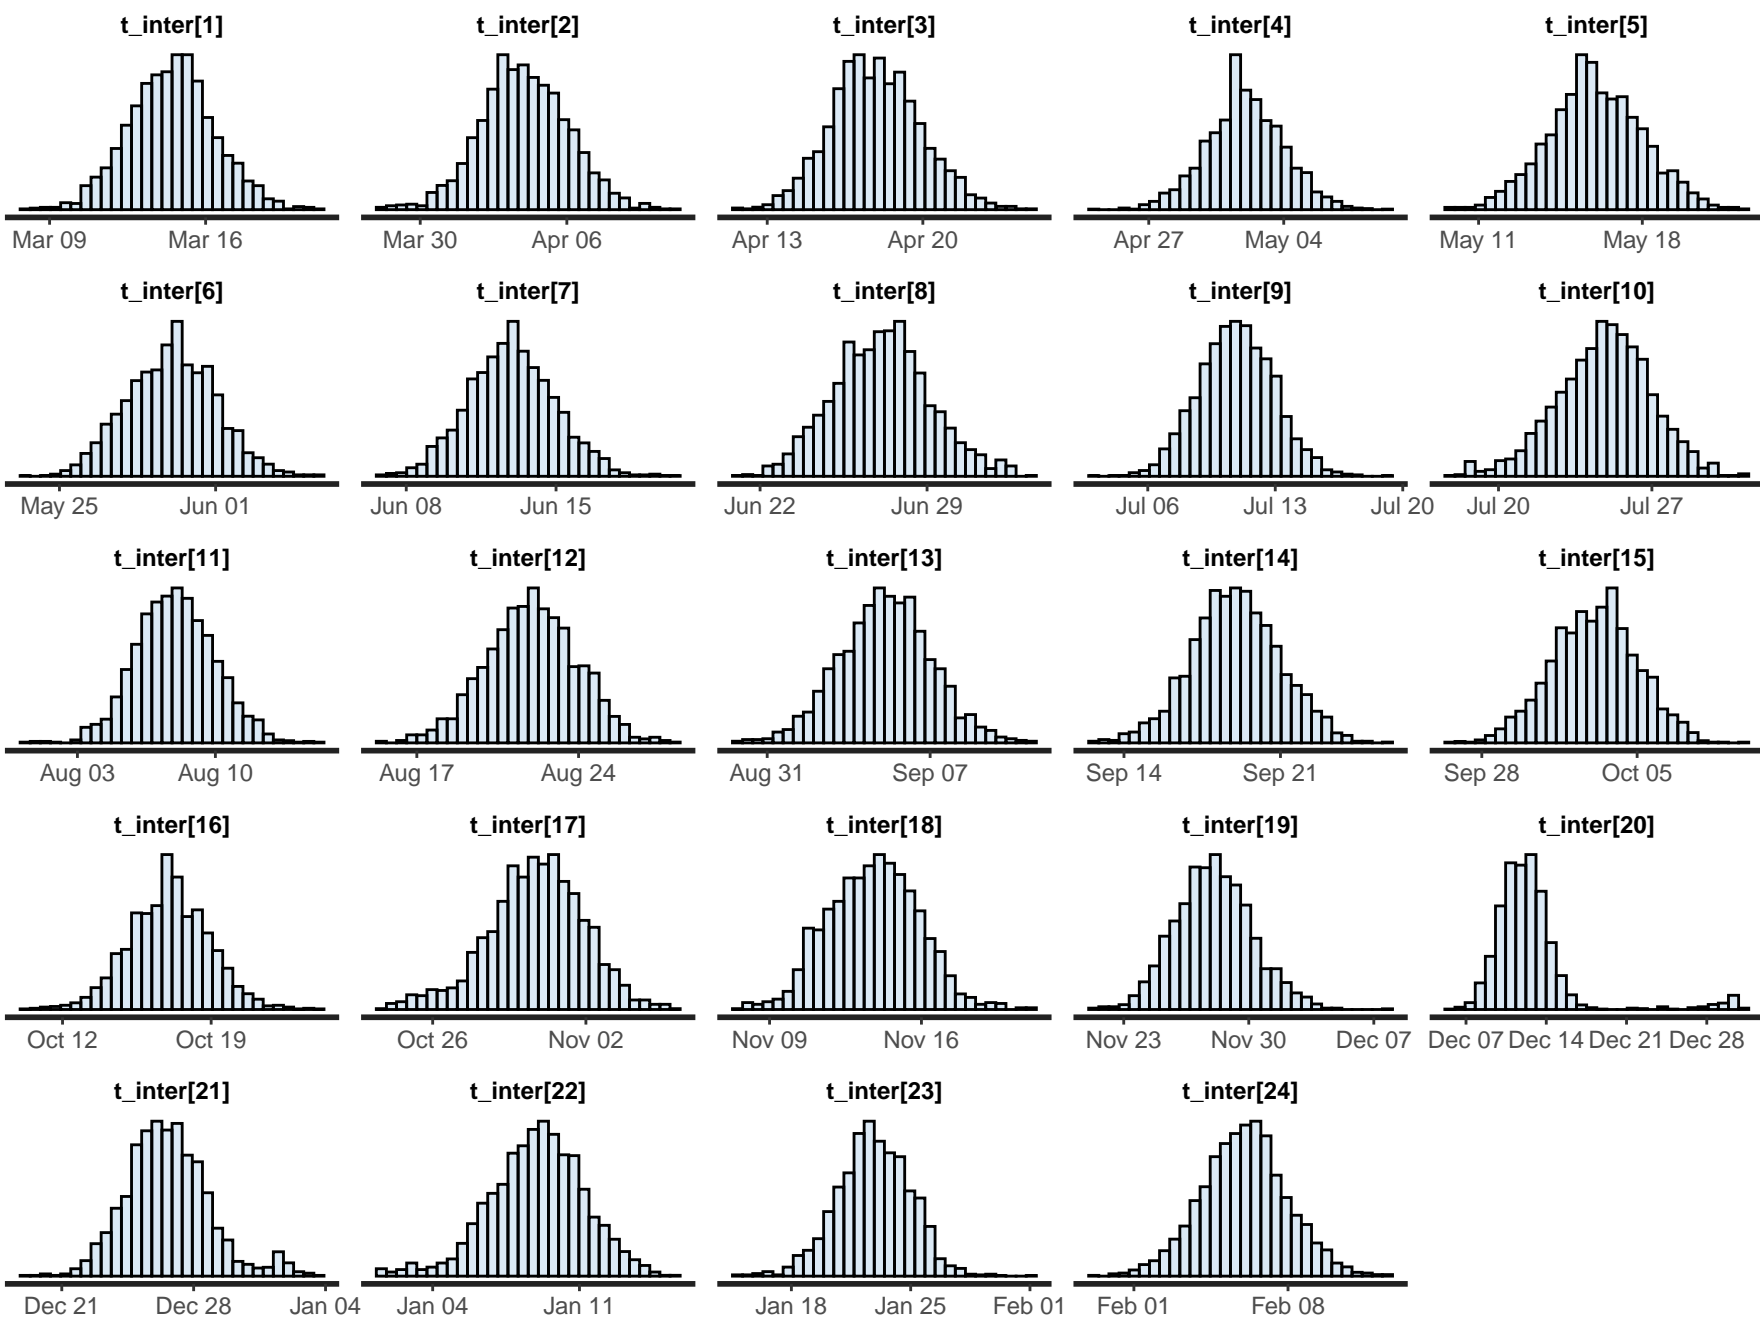 t_inter[1] t_inter[2] t_inter[3] t_inter[4] t_inter[5]
Mar 09 Mar 16 Mar 30 Apr 06 Apr 13 Apr 20 Apr 27 May 04 May 11 May 18
t_inter[6] t_inter[7] t_inter[8] t_inter[9] t_inter[10]
May 25 Jun 01 Jun 08 Jun 15 Jun 22 Jun 29 Jul 06 Jul 13 Jul 20 Jul 20 Jul 27
t_inter[11] t_inter[12] t_inter[13] t_inter[14] t_inter[15]
Aug 03 Aug 10 Aug 17 Aug 24 Aug 31 Sep 07 Sep 14 Sep 21 Sep 28 Oct 05
t_inter[16] t_inter[17] t_inter[18] t_inter[19] t_inter[20]
Oct 12 Oct 19 Oct 26 Nov 02 Nov 09 Nov 16 Nov 23 Nov 30 Dec 07 Dec 07 Dec 14 Dec 21 Dec 28
t_inter[21] t_inter[22] t_inter[23] t_inter[24]
Dec 21 Dec 28 Jan 04 Jan 04 Jan 11 Jan 18 Jan 25 Feb 01 Feb 01 Feb 08